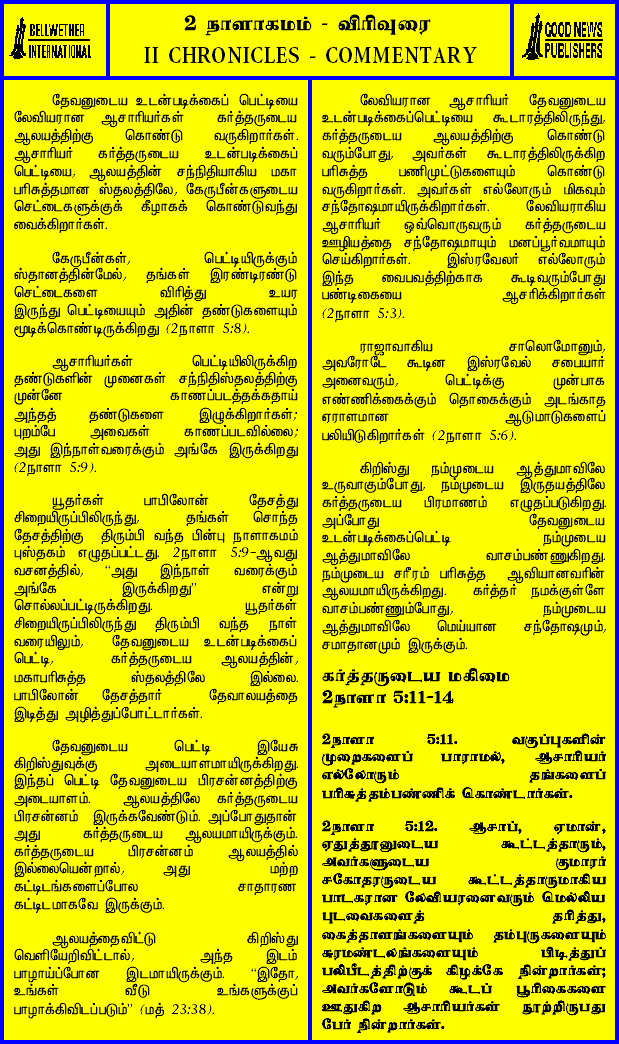 BELLWETHER
INTERNATIONAL
2 நாளாகமம் - விரிவுரை
II CHRONICLES - COMMENTARY
GOOD NEWS
PUBLISHERS
தேவனுடைய உடன்படிக்கைப் பெட்டியை
லேவியரான ஆசாரியர்கள் கர்த்தருடைய
ஆலயத்திற்கு கொண்டு வருகிறார்கள்.
ஆசாரியர் கர்த்தருடைய உடன்படிக்கைப்
பெட்டியை, ஆலயத்தின் சந்நிதியாகிய மகா
பரிசுத்தமான ஸ்தலத்திலே, கேருபீன்களுடைய
செட்டைகளுக்குக் கீழாகக் கொண்டுவந்து
வைக்கிறார்கள்.
கேருபீன்கள், பெட்டியிருக்கும்
ஸ்தானத்தின்மேல், தங்கள் இரண்டிரண்டு
செட்டைகளை விரித்து உயர
இருந்து பெட்டியையும் அதின் தண்டுகளையும்
மூடிக்கொண்டிருக்கிறது (2நாளா 5:8).
ஆசாரியர்கள் பெட்டியிலிருக்கிற
தண்டுகளின் முனைகள் சந்நிதிஸ்தலத்திற்கு
முன்னே காணப்படத்தக்கதாய்
அந்தத் தண்டுகளை இழுக்கிறார்கள்;
புறம்பே அவைகள் காணப்படவில்லை;
அது இந்நாள்வரைக்கும் அங்கே இருக்கிறது
(2நாளா 5:9).
யூதர்கள் பாபிலோன் தேசத்து
சிறையிருப்பிலிருந்து, தங்கள் சொந்த
தேசத்திற்கு திரும்பி வந்த பின்பு நாளாகமம்
புஸ்தகம் எழுதப்பட்டது. 2நாளா 5:9-ஆவது
வசனத்தில், "அது இந்நாள் வரைக்கும்
அங்கே இருக்கிறது" என்று
சொல்லப்பட்டிருக்கிறது. யூதர்கள்
சிறையிருப்பிலிருந்து திரும்பி வந்த நாள்
வரையிலும், தேவனுடைய உடன்படிக்கைப்
பெட்டி, கர்த்தருடைய ஆலயத்தின்,
மகாபரிசுத்த ஸ்தலத்திலே இல்லை.
பாபிலோன் தேசத்தார் தேவாலயத்தை
இடித்து அழித்துப்போட்டார்கள்.
தேவனுடைய பெட்டி இயேசு
கிறிஸ்துவுக்கு அடையாளமாயிருக்கிறது.
இந்தப் பெட்டி தேவனுடைய பிரசன்னத்திற்கு
அடையாளம். ஆலயத்திலே கர்த்தருடைய
பிரசன்னம் இருக்கவேண்டும். அப்போதுதான்
அது கர்த்தருடைய ஆலயமாயிருக்கும்.
கர்த்தருடைய பிரசன்னம் ஆலயத்தில்
இல்லையென்றால், அது மற்ற
கட்டிடங்களைப்போல சாதாரண
கட்டிடமாகவே இருக்கும்.
ஆலயத்தைவிட்டு கிறிஸ்து
வெளியேறிவிட்டால், அந்த இடம்
பாழாய்ப்போன இடமாயிருக்கும். "இதோ,
உங்கள் வீடு உங்களுக்குப்
பாழாக்கிவிடப்படும்" (மத் 23:38).
லேவியரான ஆசாரியர் தேவனுடைய
உடன்படிக்கைப்பெட்டியை கூடாரத்திலிருந்து,
கர்த்தருடைய ஆலயத்திற்கு கொண்டு
வரும்போது, அவர்கள் கூடாரத்திலிருக்கிற
பரிசுத்த பணிமுட்டுகளையும் கொண்டு
வருகிறார்கள். அவர்கள் எல்லோரும் மிகவும்
சந்தோஷமாயிருக்கிறார்கள். லேவியராகிய
ஆசாரியர் ஒவ்வொருவரும் கர்த்தருடைய
ஊழியத்தை சந்தோஷமாயும் மனப்பூர்வமாயும்
செய்கிறார்கள். இஸ்ரவேலர் எல்லோரும்
இந்த வைபவத்திற்காக கூடிவரும்போது
பண்டிகையை ஆசரிக்கிறார்கள்
(2நாளா 5:3).
ராஜாவாகிய சாலொமோனும்,
அவரோடே கூடின இஸ்ரவேல் சபையார்
அனைவரும், பெட்டிக்கு முன்பாக
எண்ணிக்கைக்கும் தொகைக்கும் அடங்காத
ஏராளமான ஆடுமாடுகளைப்
பலியிடுகிறார்கள் (2நாளா 5:6).
கிறிஸ்து நம்முடைய ஆத்துமாவிலே
உருவாகும்போது, நம்முடைய இருதயத்திலே
கர்த்தருடைய பிரமாணம் எழுதப்படுகிறது.
அப்போது தேவனுடைய
உடன்படிக்கைப்பெட்டி நம்முடைய
ஆத்துமாவிலே வாசம்பண்ணுகிறது.
நம்முடைய சரீரம் பரிசுத்த ஆவியானவரின்
ஆலயமாயிருக்கிறது. கர்த்தர் நமக்குள்ளே
வாசம்பண்ணும்போது, நம்முடைய
ஆத்துமாவிலே மெய்யான சந்தோஷமும்,
சமாதானமும் இருக்கும்.
கர்த்தருடைய மகிமை
2நாளா 5:11-14
2நாளா 5:11. வகுப்புகளின்
முறைகளைப் பாராமல், ஆசாரியர்
எல்லோரும் தங்களைப்
பரிசுத்தம்பண்ணிக் கொண்டார்கள்.
2நாளா 5:12. ஆசாப், ஏமான்,
ஏதுத்தூனுடைய கூட்டத்தாரும்,
அவர்களுடைய குமாரர்
சகோதரருடைய கூட்டத்தாருமாகிய
பாடகரான லேவியரனைவரும் மெல்லிய
புடவைகளைத் தரித்து,
கைத்தாளங்களையும் தம்புருகளையும்
சுரமண்டலங்களையும் பிடித்துப்
பலிபீடத்திற்குக் கிழக்கே நின்றார்கள்;
அவர்களோடும் கூடப் பூரிகைகளை
ஊதுகிற ஆசாரியர்கள் நூற்றிருபது
பேர் நின்றார்கள்.